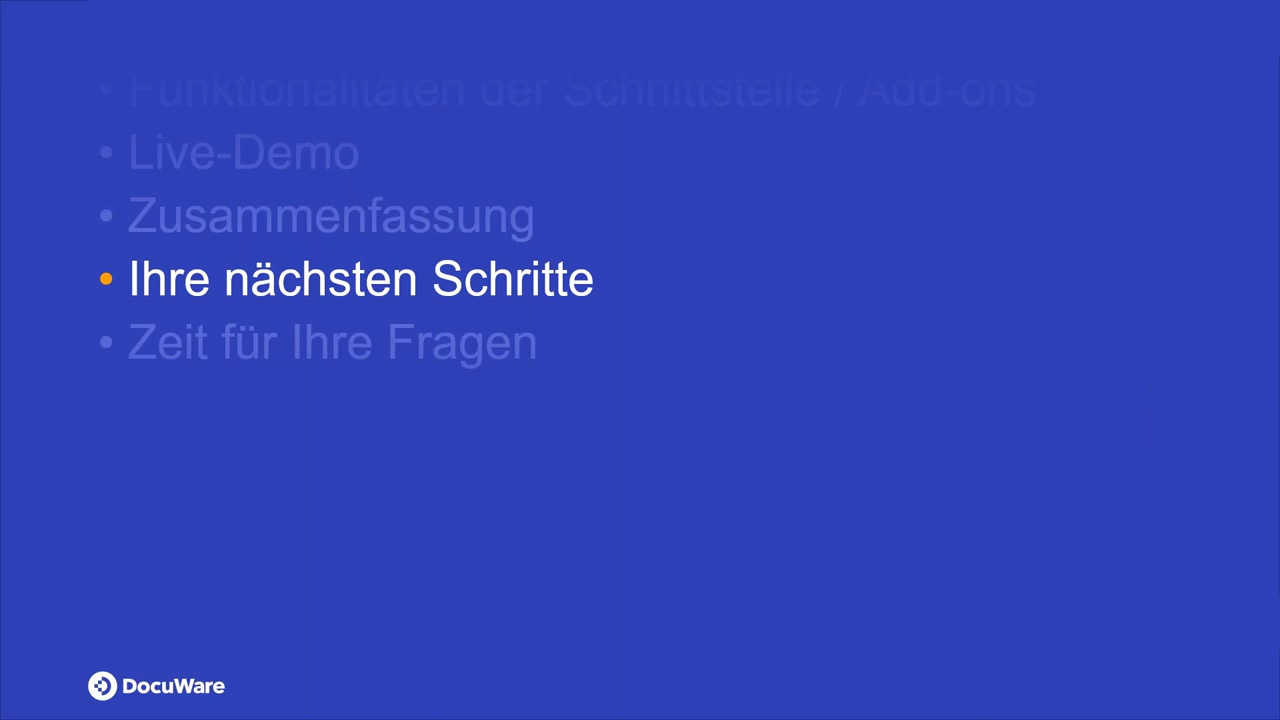 • Funktionalitäten der Schnittstelle / Add-ons
• Live-Demo
• Zusammenfassung
• Ihre nächsten Schritte
• Zeit für Ihre Fragen
DocuWare